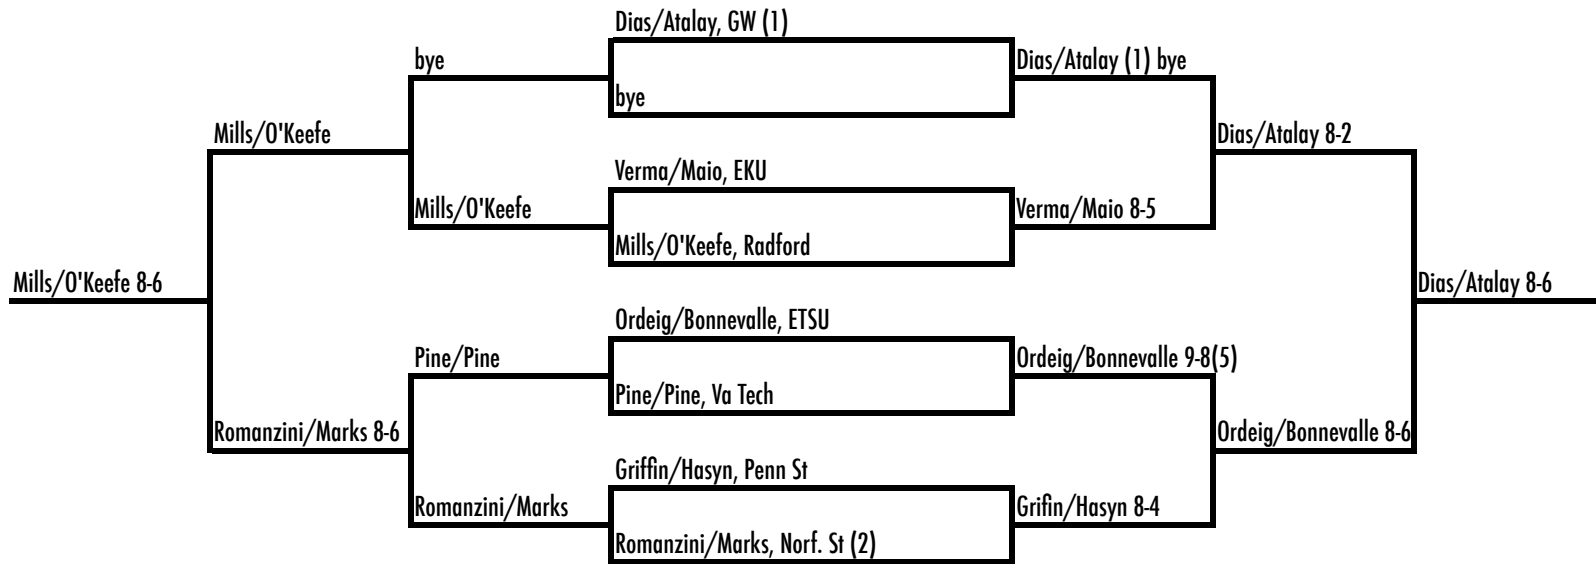 Dias/Atalay, GW (1)
bye
Dias/Atalay (1) bye
bye
Mills/O'Keefe
Dias/Atalay 8-2
Verma/Maio, EKU
Mills/O'Keefe
Verma/Maio 8-5
Mills/O'Keefe, Radford
Mills/O'Keefe 8-6
Dias/Atalay 8-6
Ordeig/Bonnevalle, ETSU
Pine/Pine
Ordeig/Bonnevalle 9-8(5)
Pine/Pine, Va Tech
Romanzini/Marks 8-6
Ordeig/Bonnevalle 8-6
Griffin/Hasyn, Penn St
Romanzini/Marks
Grifin/Hasyn 8-4
Romanzini/Marks, Norf. St (2)